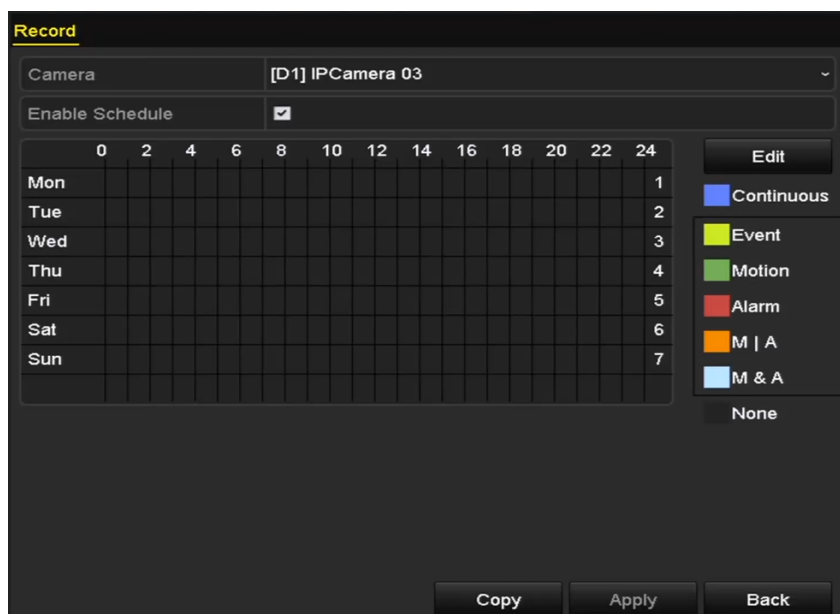 Record
Camera [D1] IPCamera 03
Enable Schedule
0 2 4 6 8 10 12 14 16 18 20 22 24
Edit
Mon 1
Continuous
Tue 2
Wed 3
Event
Thu 4
Motion
Fri 5
Alarm
Sat 6
M | A
Sun 7
M & A
None
Copy Apply Back